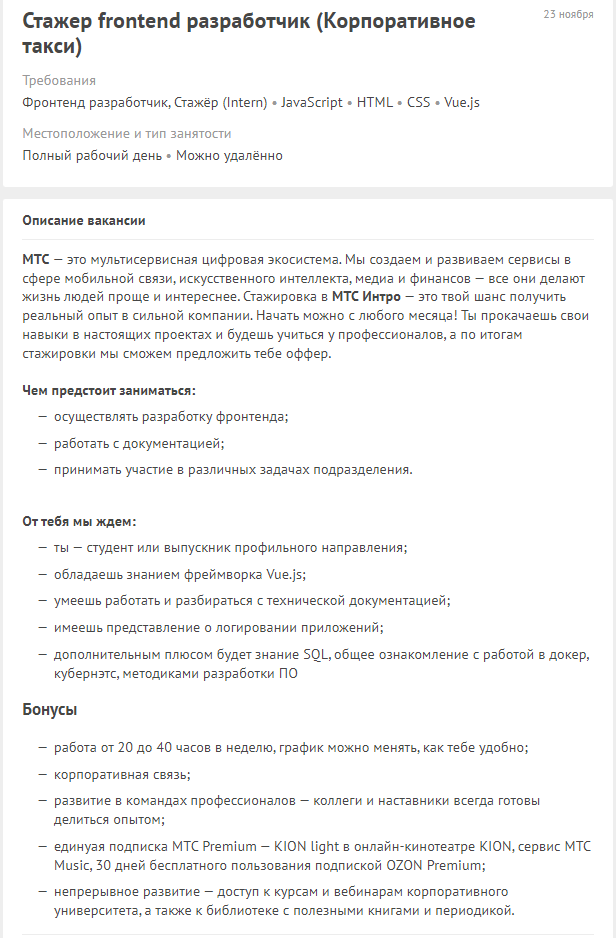 Стажер frontend разработчик (Корпоративное
такси)
23 ноября
Требования
Фронтенд разработчик, Стажёр (Intern) • JavaScript • HTML • CSS • Vue.js
Местоположение и тип занятости
Полный рабочий день • Можно удалённо
Описание вакансии
МТС — это мультисервисная цифровая экосистема. Мы создаем и развиваем сервисы в
сфере мобильной связи, искусственного интеллекта, медиа и финансов — все они делают
жизнь людей проще и интереснее. Стажировка в МТС Интро — это твой шанс получить
реальный опыт в сильной компании. Начать можно с любого месяца! Ты прокачаешь свои
навыки в настоящих проектах и будешь учиться у профессионалов, а по итогам
стажировки мы сможем предложить тебе оффер.
Чем предстоит заниматься:
— осуществлять разработку фронтенда;
— работать с документацией;
— принимать участие в различных задачах подразделения.
От тебя мы ждем:
— ты — студент или выпускник профильного направления;
— обладаешь знанием фреймворка Vue.js;
— умеешь работать и разбираться с технической документацией;
— имеешь представление о логировании приложений;
— дополнительным плюсом будет знание SQL, общее ознакомление с работой в докер,
кубернэтс, методиками разработки ПО
Бонусы
— работа от 20 до 40 часов в неделю, график можно менять, как тебе удобно;
— корпоративная связь;
— развитие в командах профессионалов — коллеги и наставники всегда готовы
делиться опытом;
— единуая подписка МТС Premium — KION light в онлайн-кинотеатре KION, сервис МТС
Music, 30 дней бесплатного пользования подпиской OZON Premium;
— непрерывное развитие — доступ к курсам и вебинарам корпоративного
университета, а также к библиотеке с полезными книгами и периодикой.